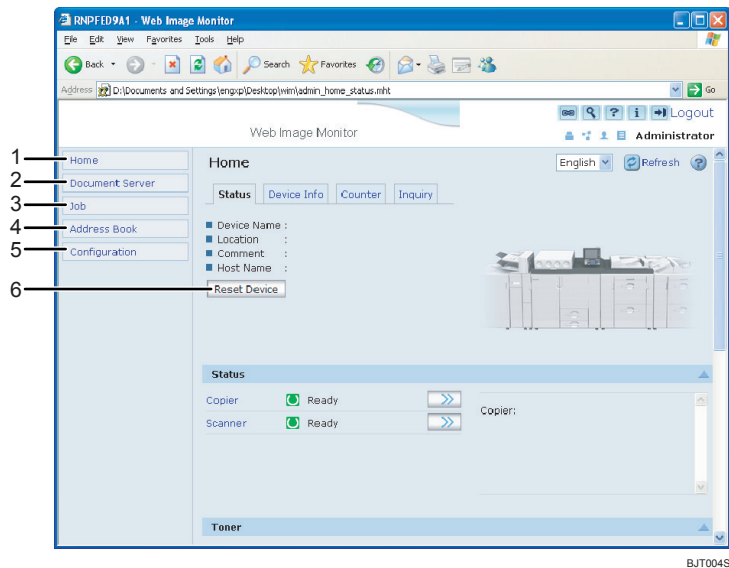 RNPFED9A1 - Web Image Monitor
File Edit View Favorites Tools Help
Back Search Favorites
Address D:\Documents and Settings\engxp\Desktop\wim\admin_home_status.mht Go
Logout
Web Image Monitor
Administrator
1 Home
2 Document Server
3 Job
4 Address Book
5 Configuration
Home
English Refresh
Status Device Info Counter Inquiry
Device Name :
Location :
Comment :
Host Name :
6 Reset Device
Status
Copier Ready
Scanner Ready
Copier:
Toner
BJT004S